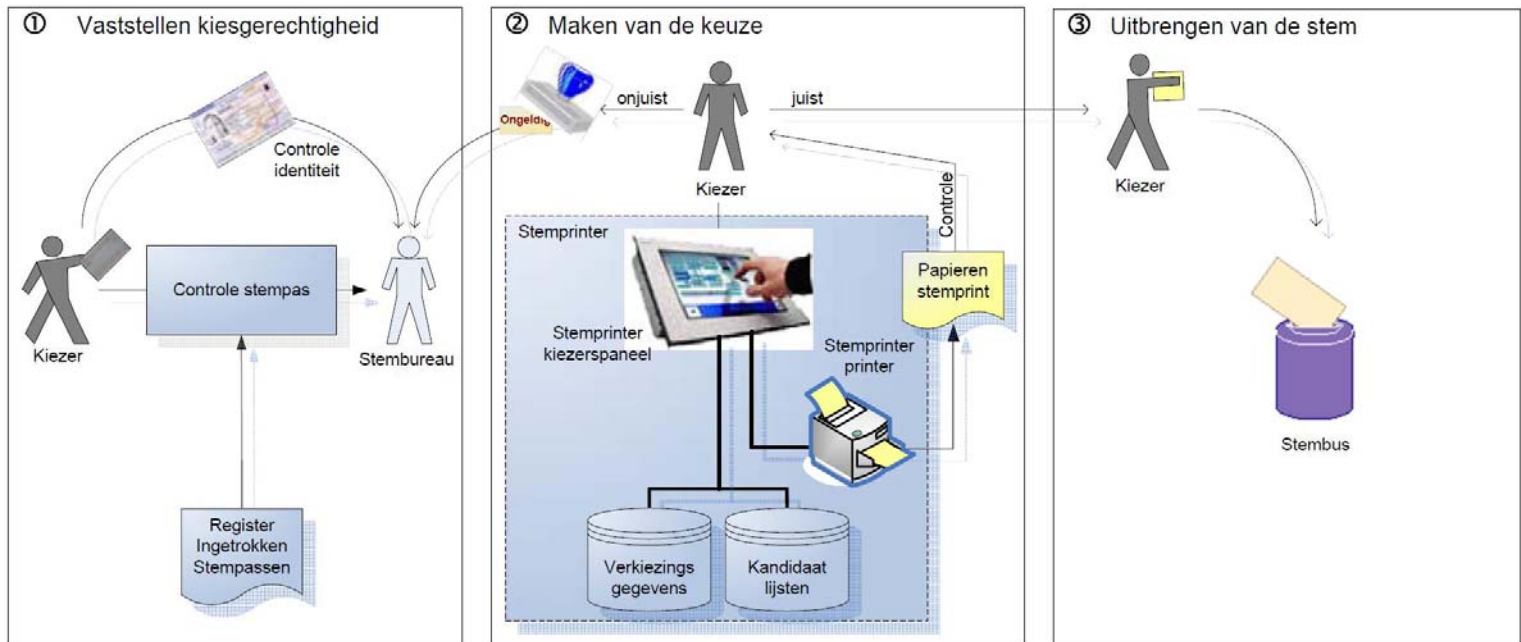 ① Vaststellen kiesgerechtigheid
Controle
identiteit
Kiezer
Controle stempas
Stembureau
Register
Ingetrokken
Stempassen
② Maken van de keuze
onjuist
juist
Ongeldig
Kiezer
Controle
Stemprinter
Papieren
stemprint
Stemprinter
kiezerspaneel
Stemprinter
printer
Verkiezings
gegevens
Kandidaat
lijsten
③ Uitbrengen van de stem
Kiezer
Stembus